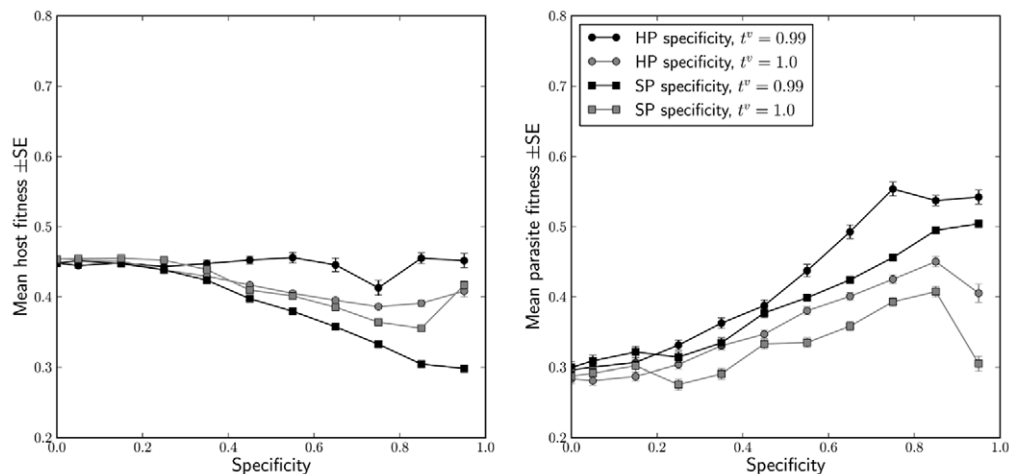 Mean host fitness ±SE
0.8
0.7
0.6
0.5
0.4
0.3
0.2
0.0 0.2 0.4 0.6 0.8 1.0
Specificity
Mean parasite fitness ±SE
0.8
0.7
0.6
0.5
0.4
0.3
0.2
0.0 0.2 0.4 0.6 0.8 1.0
Specificity
HP specificity, tᵛ = 0.99
HP specificity, tᵛ = 1.0
SP specificity, tᵛ = 0.99
SP specificity, tᵛ = 1.0